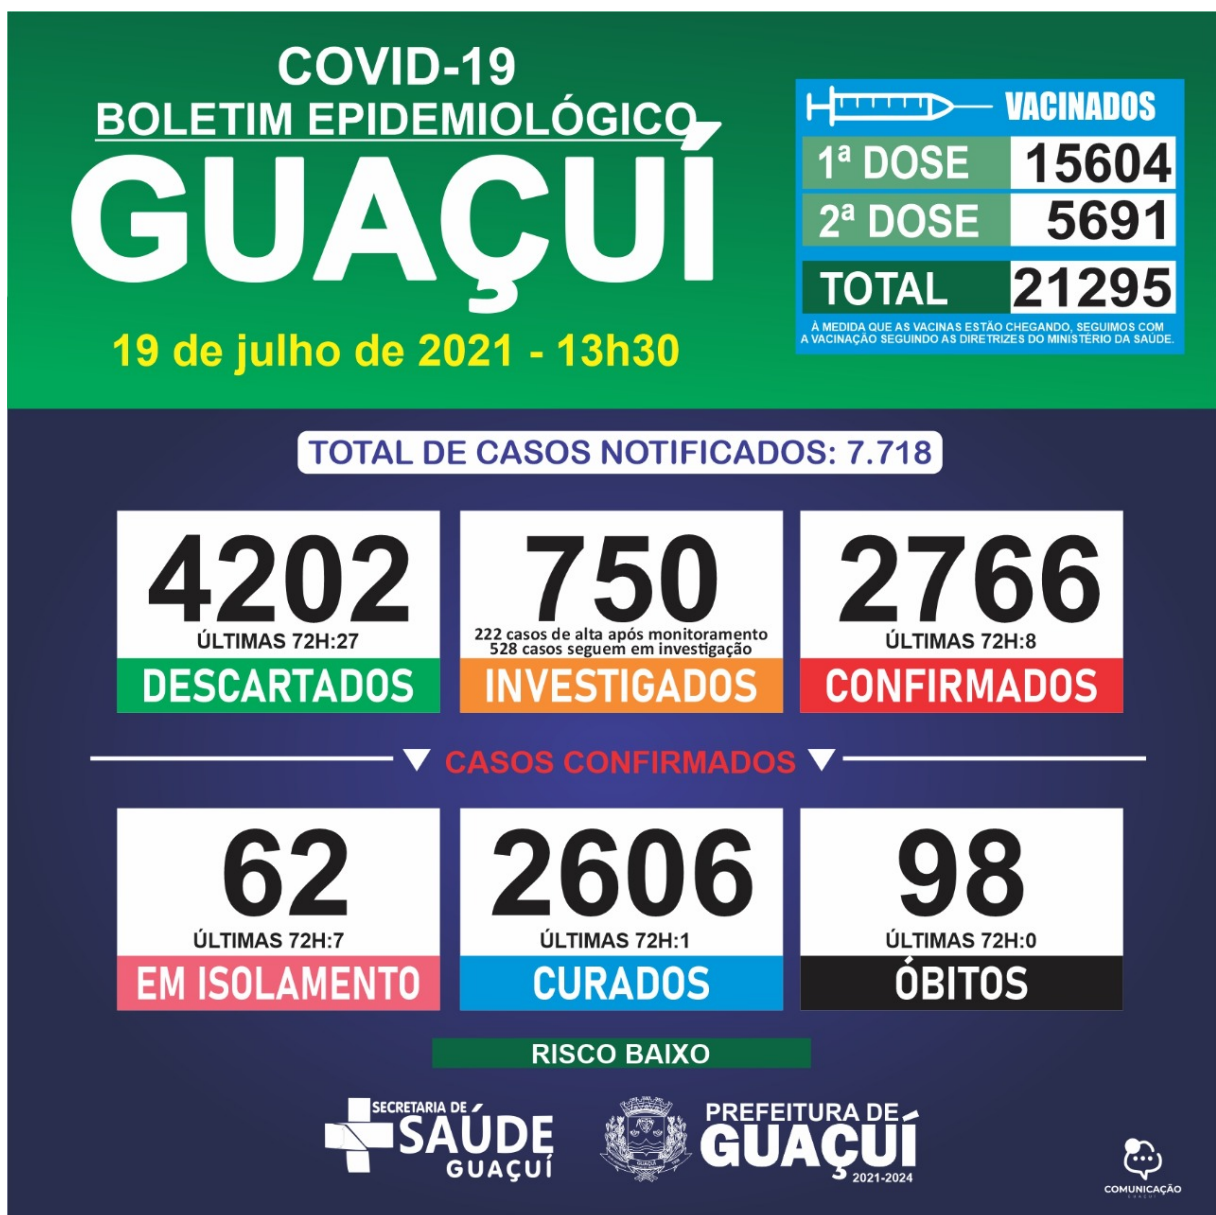 COVID-19
BOLETIM EPIDEMIOLÓGICO
GUAÇUÍ
19 de julho de 2021 - 13h30
VACINADOS
1ª DOSE 15604
2ª DOSE 5691
TOTAL 21295
À MEDIDA QUE AS VACINAS ESTÃO CHEGANDO, SEGUIMOS COM
A VACINAÇÃO SEGUINDO AS DIRETRIZES DO MINISTÉRIO DA SAÚDE.
TOTAL DE CASOS NOTIFICADOS: 7.718
4202
ÚLTIMAS 72H:27
DESCARTADOS
750
222 casos de alta após monitoramento
528 casos seguem em investigação
INVESTIGADOS
2766
ÚLTIMAS 72H:8
CONFIRMADOS
CASOS CONFIRMADOS
62
ÚLTIMAS 72H:7
EM ISOLAMENTO
2606
ÚLTIMAS 72H:1
CURADOS
98
ÚLTIMAS 72H:0
ÓBITOS
RISCO BAIXO
SECRETARIA DE
SAÚDE
GUAÇUÍ
PREFEITURA DE
GUAÇUÍ
2021-2024
COMUNICAÇÃO
GUAÇUÍ